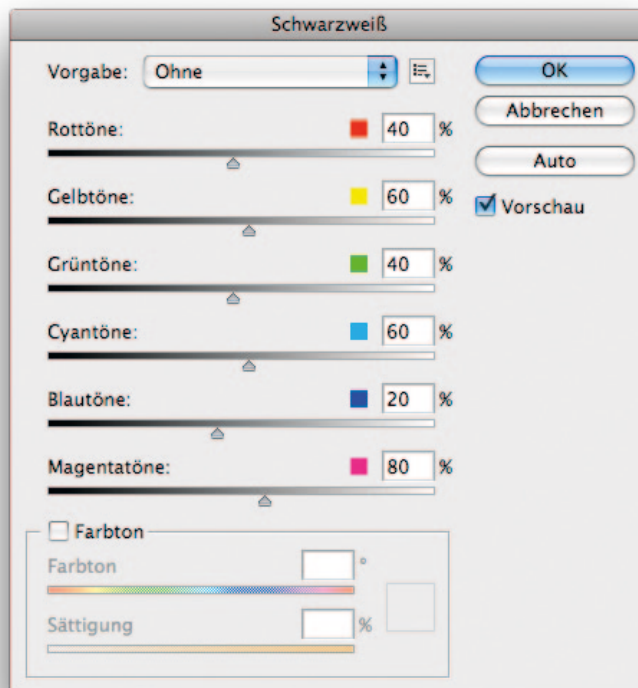 Schwarzweiß
Vorgabe: Ohne
OK
Abbrechen
Auto
Vorschau
Rottöne: 40 %
Gelbtöne: 60 %
Grüntöne: 40 %
Cyantöne: 60 %
Blautöne: 20 %
Magentatöne: 80 %
Farbton
Farbton °
Sättigung %